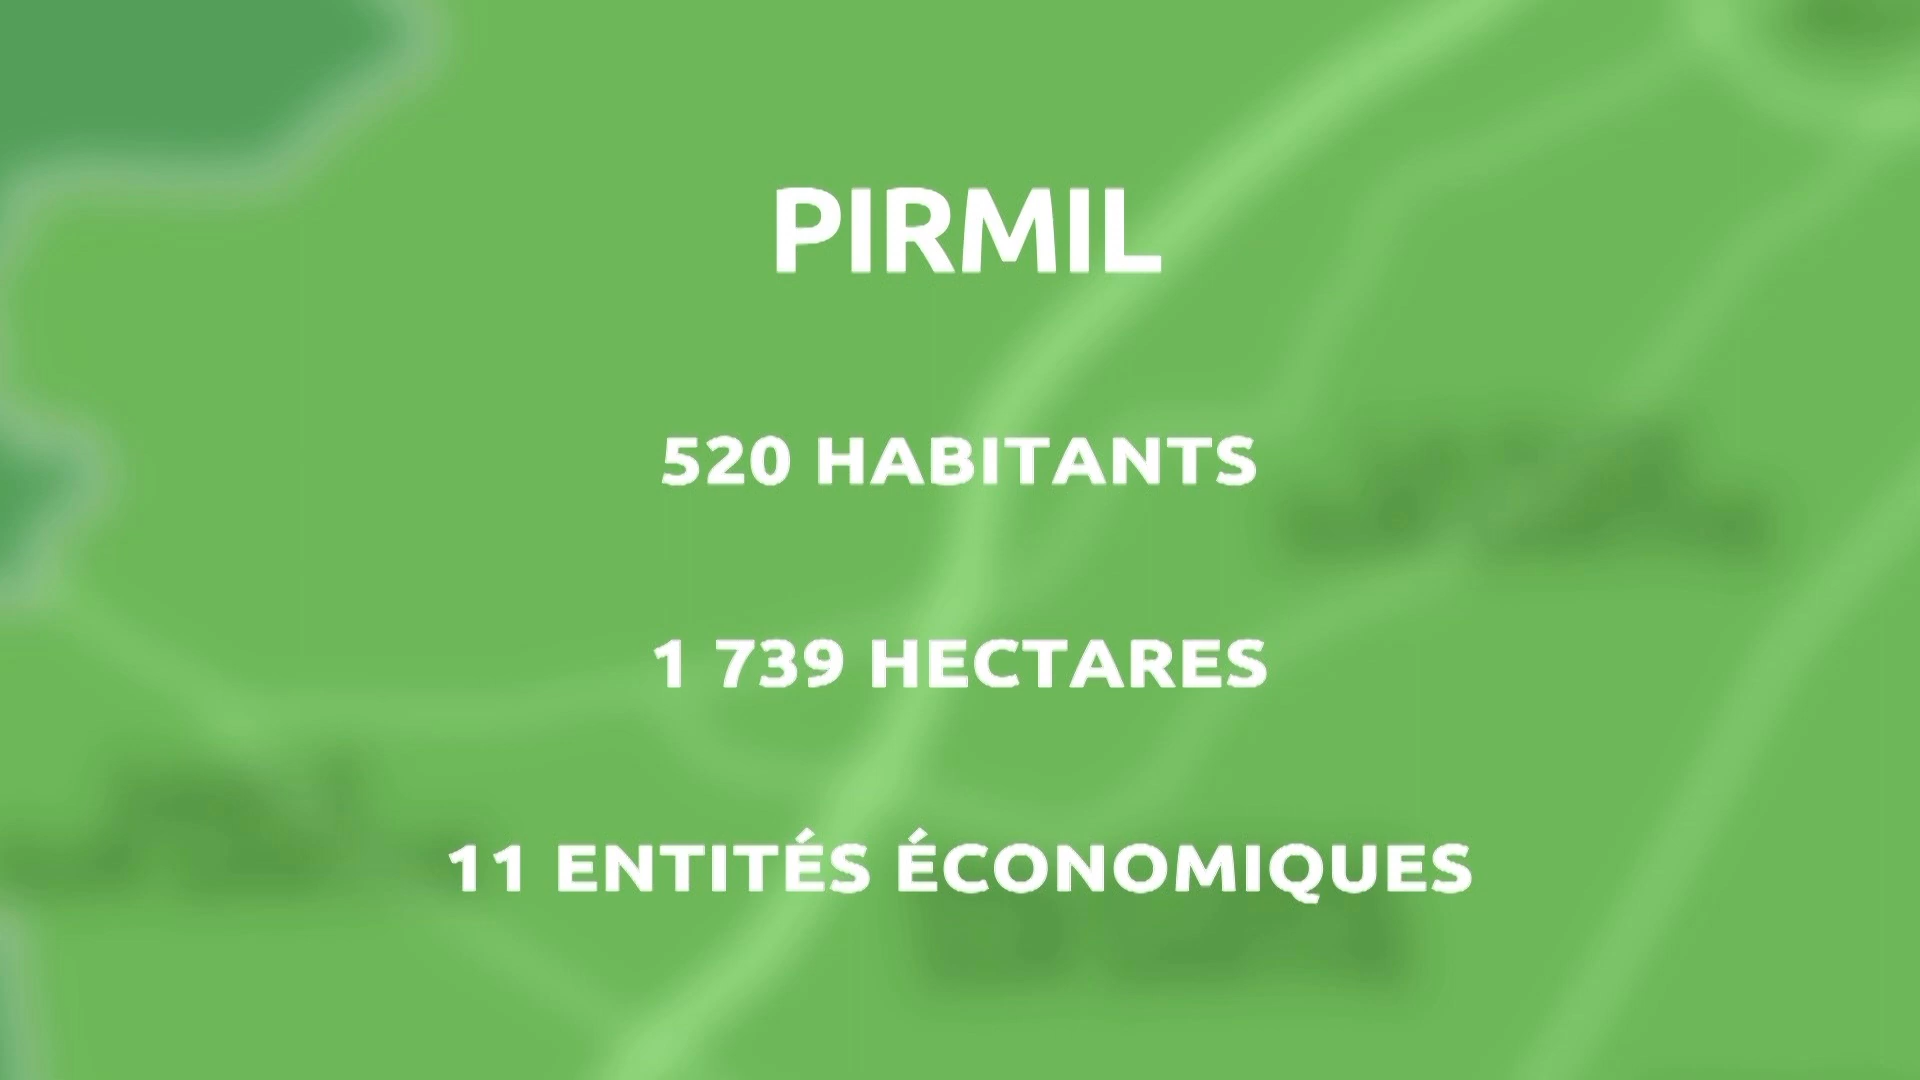 PIRMIL
520 HABITANTS
1 739 HECTARES
11 ENTITÉS ÉCONOMIQUES